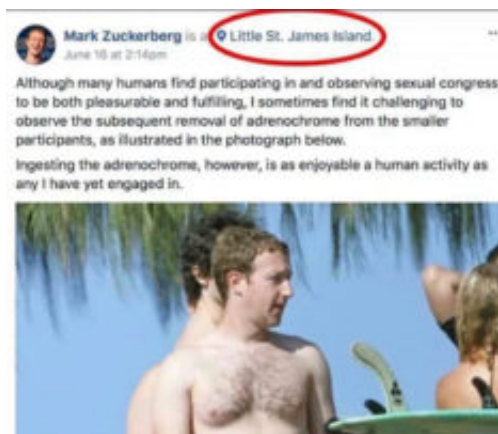 Mark Zuckerberg is a Little St. James Island.
June 16 at 2:14pm
Although many humans find participating in and observing sexual congress
to be both pleasurable and fulfilling, I sometimes find it challenging to
observe the subsequent removal of adrenochrome from the smaller
participants, as illustrated in the photograph below.
Ingesting the adrenochrome, however, is as enjoyable a human activity as
any I have yet engaged in.